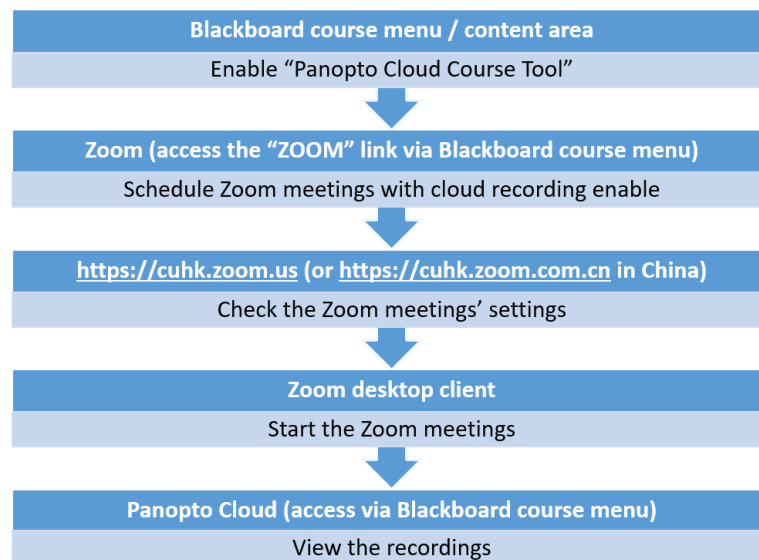 Blackboard course menu / content area
Enable “Panopto Cloud Course Tool”
Zoom (access the “ZOOM” link via Blackboard course menu)
Schedule Zoom meetings with cloud recording enable
https://cuhk.zoom.us (or https://cuhk.zoom.com.cn in China)
Check the Zoom meetings’ settings
Zoom desktop client
Start the Zoom meetings
Panopto Cloud (access via Blackboard course menu)
View the recordings